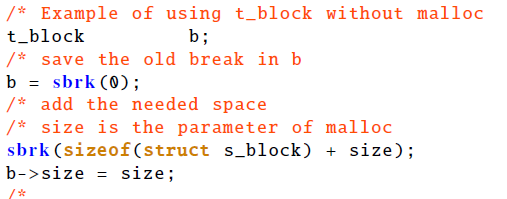 /* Example of using t_block without malloc
t_block b;
/* save the old break in b
b = sbrk(0);
/* add the needed space
/* size is the parameter of malloc
sbrk(sizeof(struct s_block) + size);
b->size = size;
/*